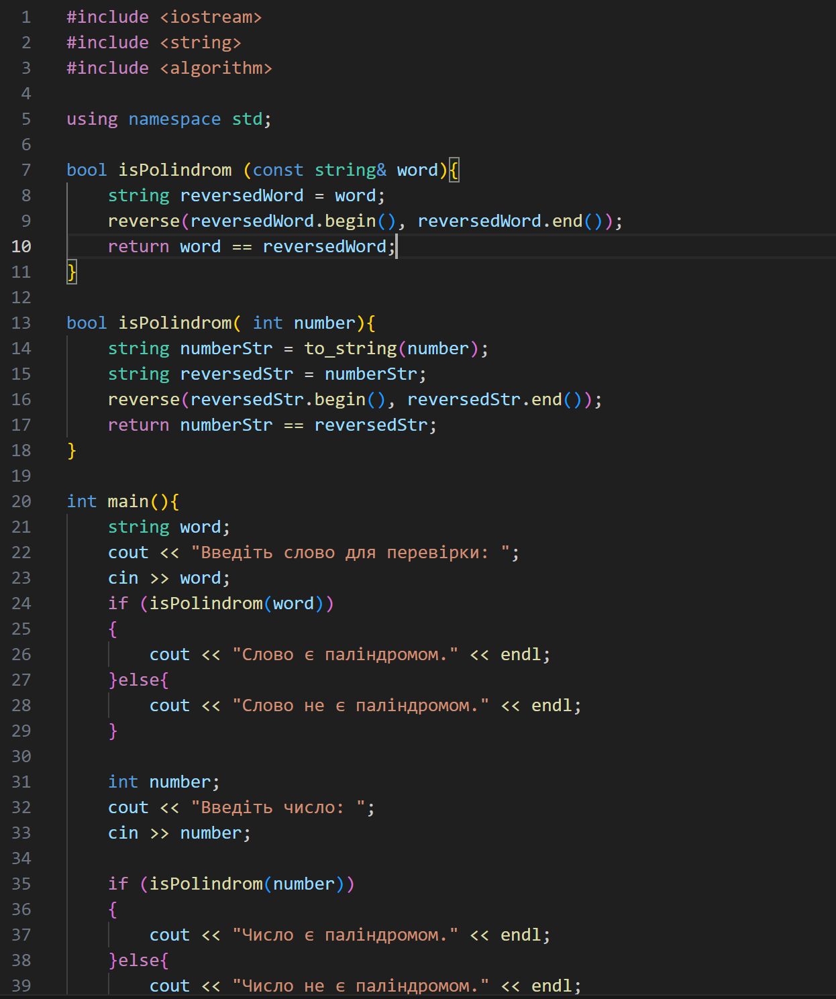 1 #include <iostream>
2 #include <string>
3 #include <algorithm>
4
5 using namespace std;
6
7 bool isPolindrom (const string& word){
8     string reversedWord = word;
9     reverse(reversedWord.begin(), reversedWord.end());
10     return word == reversedWord;
11 }
12
13 bool isPolindrom( int number){
14     string numberStr = to_string(number);
15     string reversedStr = numberStr;
16     reverse(reversedStr.begin(), reversedStr.end());
17     return numberStr == reversedStr;
18 }
19
20 int main(){
21     string word;
22     cout << "Введіть слово для перевірки: ";
23     cin >> word;
24     if (isPolindrom(word))
25     {
26         cout << "Слово є паліндромом." << endl;
27     }else{
28         cout << "Слово не є паліндромом." << endl;
29     }
30
31     int number;
32     cout << "Введіть число: ";
33     cin >> number;
34
35     if (isPolindrom(number))
36     {
37         cout << "Число є паліндромом." << endl;
38     }else{
39         cout << "Число не є паліндромом." << endl;